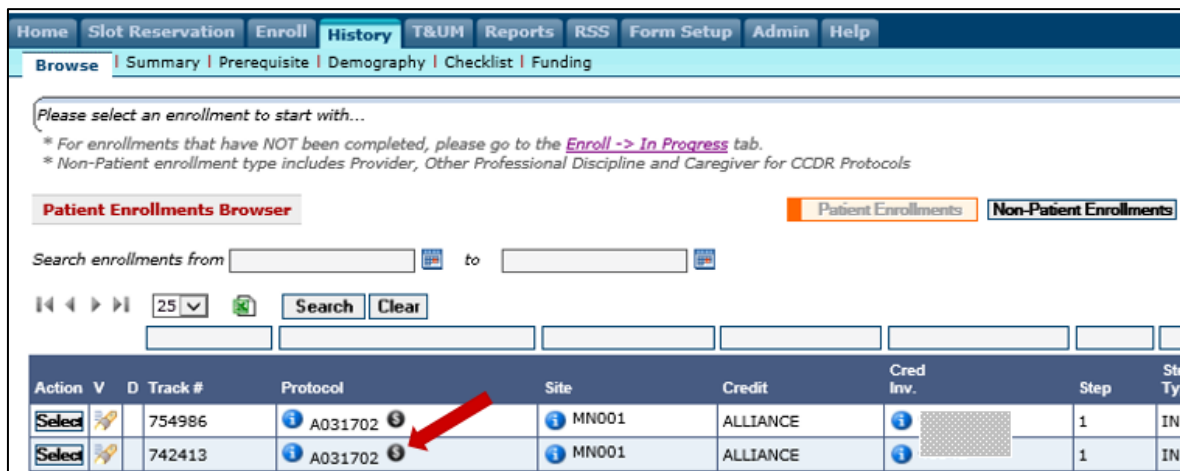 Home Slot Reservation Enroll History T&UM Reports RSS Form Setup Admin Help
Browse | Summary | Prerequisite | Demography | Checklist | Funding
Please select an enrollment to start with...
* For enrollments that have NOT been completed, please go to the Enroll -> In Progress tab.
* Non-Patient enrollment type includes Provider, Other Professional Discipline and Caregiver for CCDR Protocols
Patient Enrollments Browser Patient Enrollments Non-Patient Enrollments
Search enrollments from to
25 Search Clear
Action V D Track # Protocol Site Credit Cred Inv. Step
Select 754986 A031702 MN001 ALLIANCE 1 IN
Select 742413 A031702 MN001 ALLIANCE 1 IN